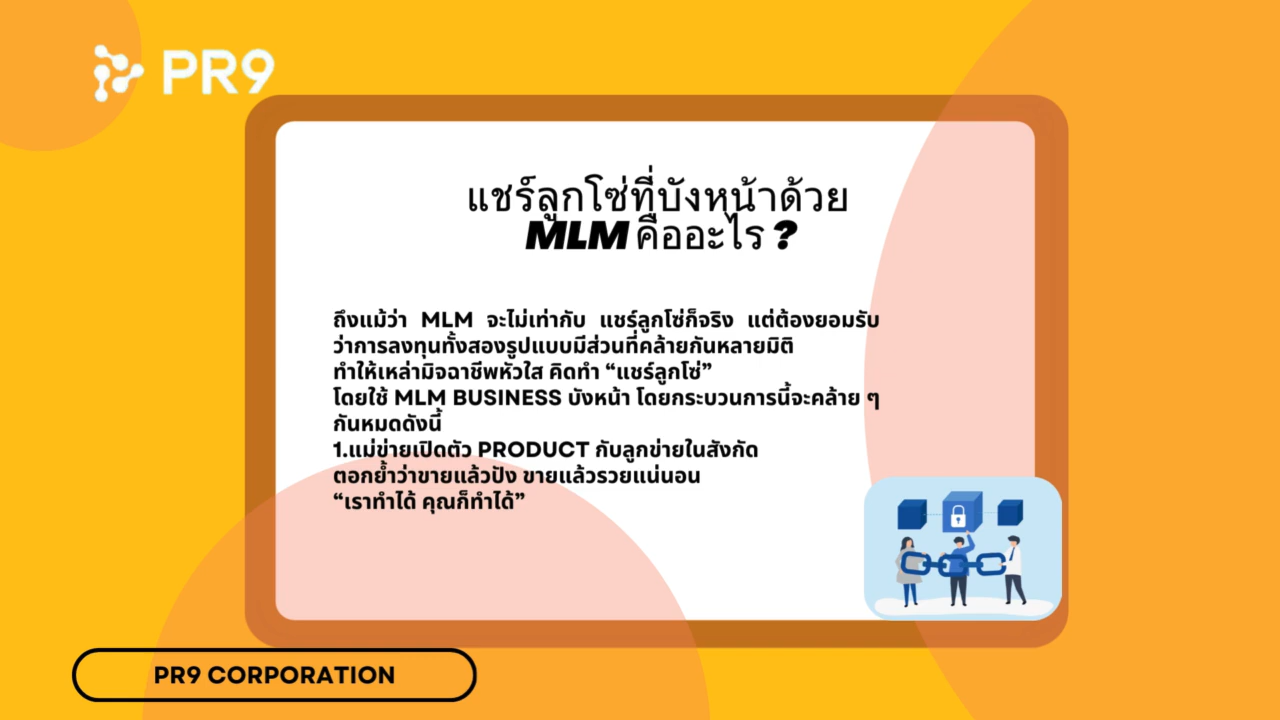 PR9
แชร์ลูกโซ่ที่บังหน้าด้วย
MLM คืออะไร ?
ถึงแม้ว่า MLM จะไม่เท่ากับ แชร์ลูกโซ่ก็จริง แต่ต้องยอมรับ
ว่าการลงทุนทั้งสองรูปแบบมีส่วนที่คล้ายกันหลายมิติ
ทำให้เหล่ามิจฉาชีพหัวใส คิดทำ “แชร์ลูกโซ่”
โดยใช้ MLM BUSINESS บังหน้า โดยกระบวนการนี้จะคล้าย ๆ
กันหมดดังนี้
1.แม่ข่ายเปิดตัว PRODUCT กับลูกข่ายในสังกัด
ตอกย้ำว่าขายแล้วปัง ขายแล้วรวยแน่นอน
“เราทำได้ คุณก็ทำได้”
PR9 CORPORATION